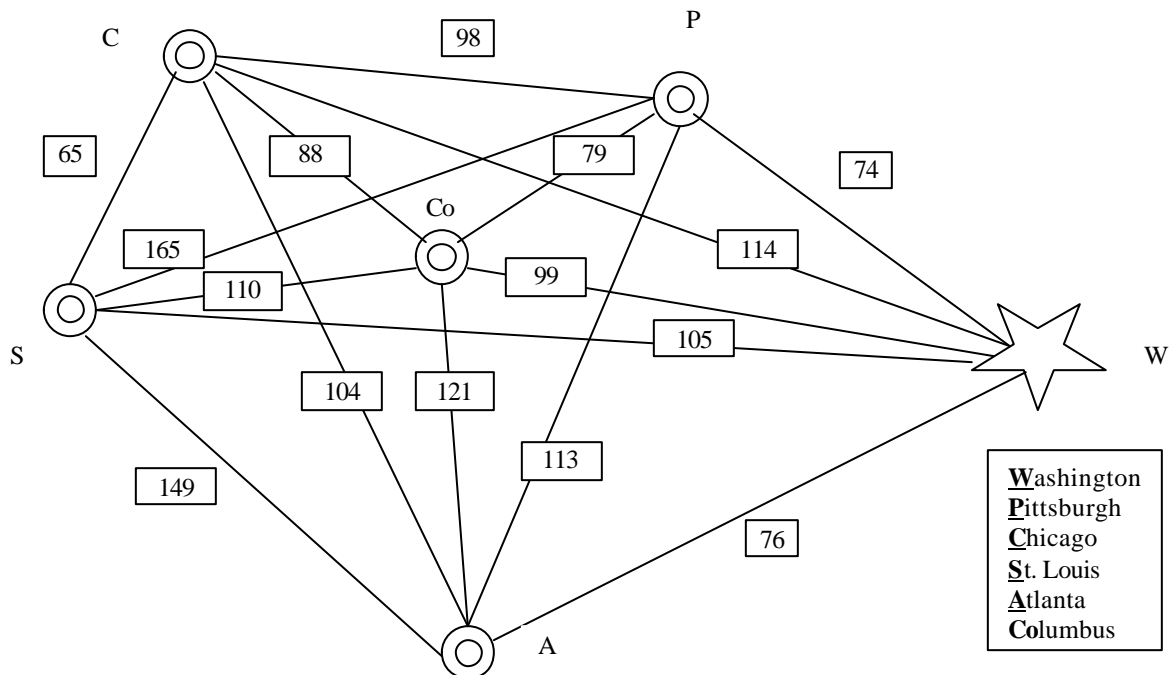 C
98
P
65
88
79
74
Co
165
114
110
99
S
105
W
104
121
149
113
76
A
Washington
Pittsburgh
Chicago
St. Louis
Atlanta
Columbus